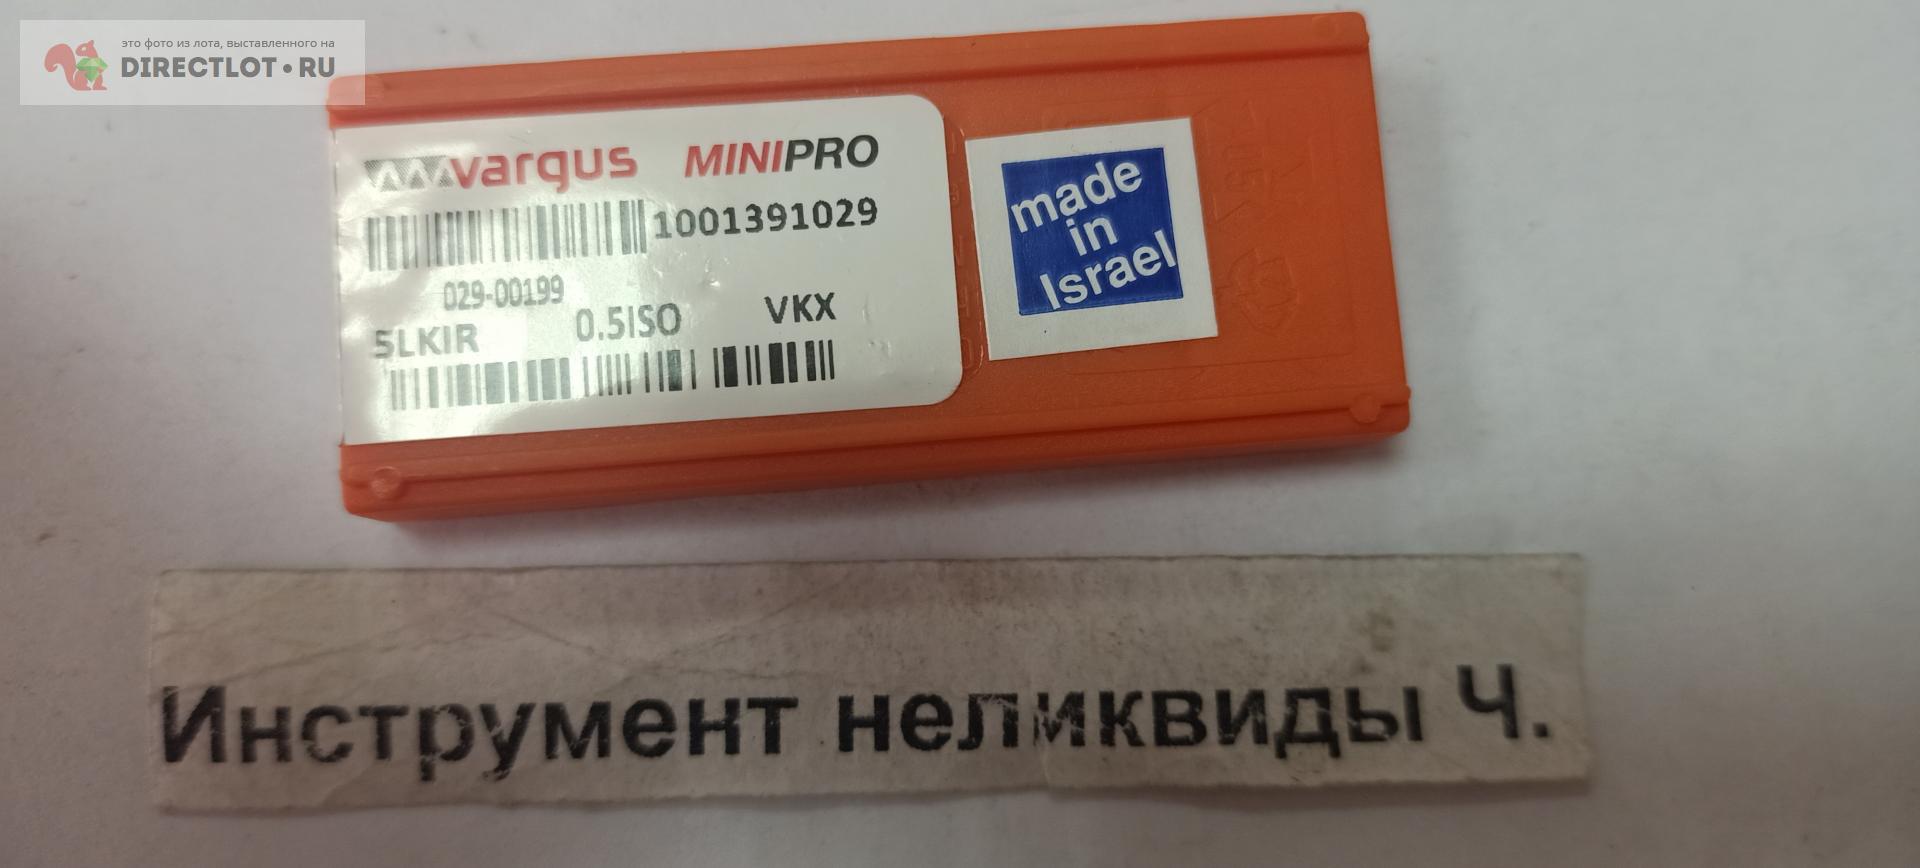 это фото из лота, выставленного на
DIRECTLOT•RU
vargus MINIPRO
1001391029
029-00199
5LKIR 0.5ISO VKX
made
in
Israel
Инструмент неликвиды Ч.